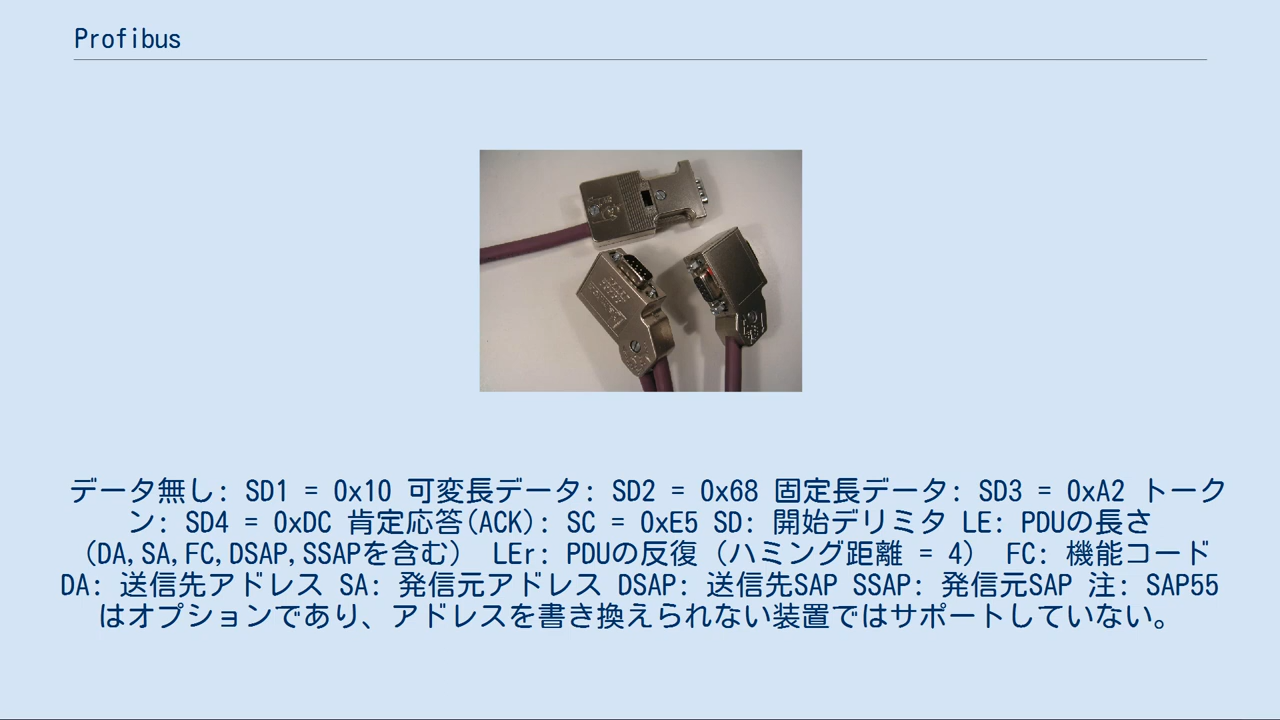 Profibus
データ無し: SD1 = 0x10 可変長データ: SD2 = 0x68 固定長データ: SD3 = 0xA2 トーク
ン: SD4 = 0xDC 肯定応答(ACK): SC = 0xE5 SD: 開始デリミタ LE: PDUの長さ
（DA,SA,FC,DSAP,SSAPを含む） LEr: PDUの反復（ハミング距離 = 4） FC: 機能コード
DA: 送信先アドレス SA: 発信元アドレス DSAP: 送信先SAP SSAP: 発信元SAP 注: SAP55
はオプションであり、アドレスを書き換えられない装置ではサポートしていない。